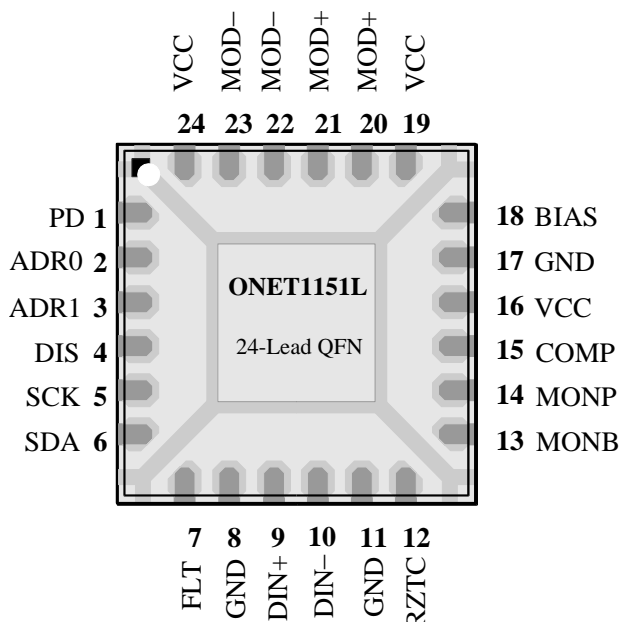 VCC
MOD–
MOD–
MOD+
MOD+
VCC
24 23 22 21 20 19
PD 1
ADR0 2
ADR1 3
DIS 4
SCK 5
SDA 6
ONET1151L
24-Lead QFN
18 BIAS
17 GND
16 VCC
15 COMP
14 MONP
13 MONB
7 8 9 10 11 12
FLT
GND
DIN+
DIN–
GND
RZTC